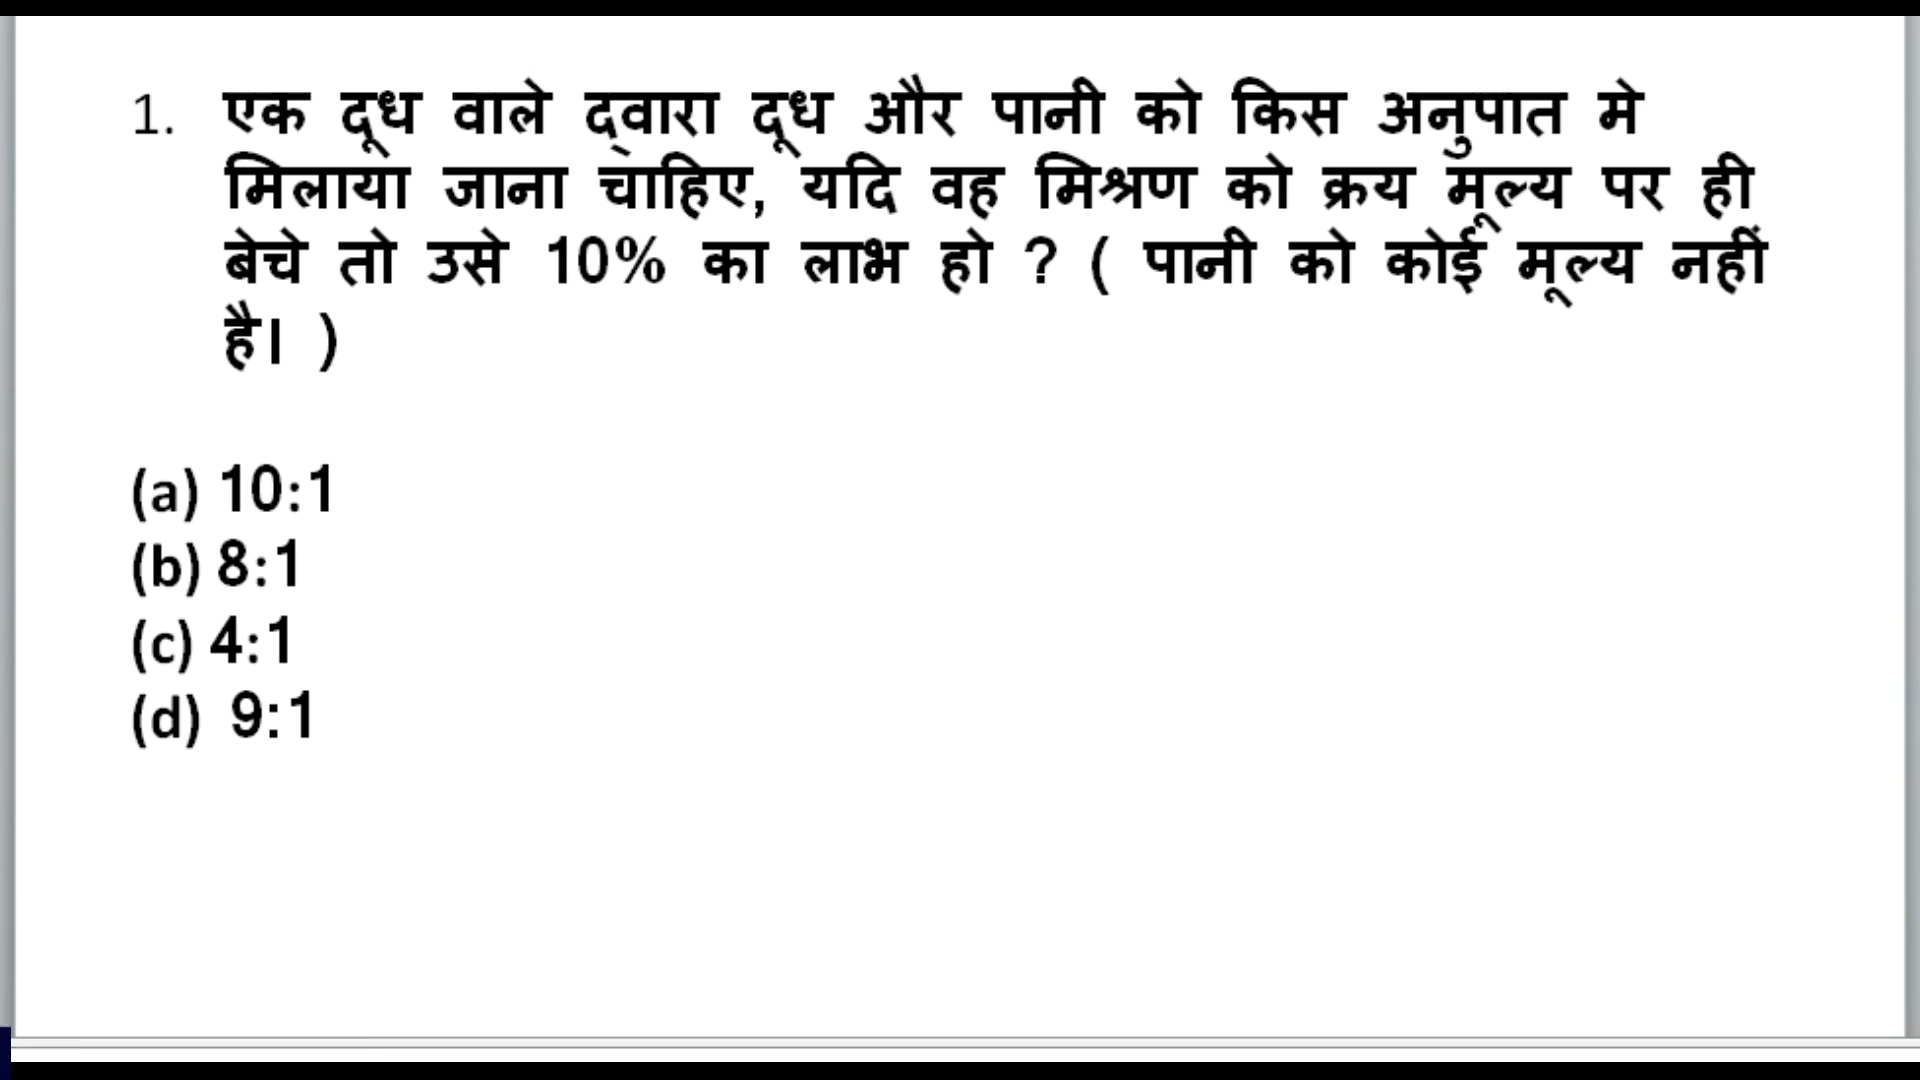 1. एक दूध वाले द्वारा दूध और पानी को किस अनुपात मे
मिलाया जाना चाहिए, यदि वह मिश्रण को क्रय मूल्य पर ही
बेचे तो उसे 10% का लाभ हो ? ( पानी को कोई मूल्य नहीं
है। )
(a) 10:1
(b) 8:1
(c) 4:1
(d) 9:1